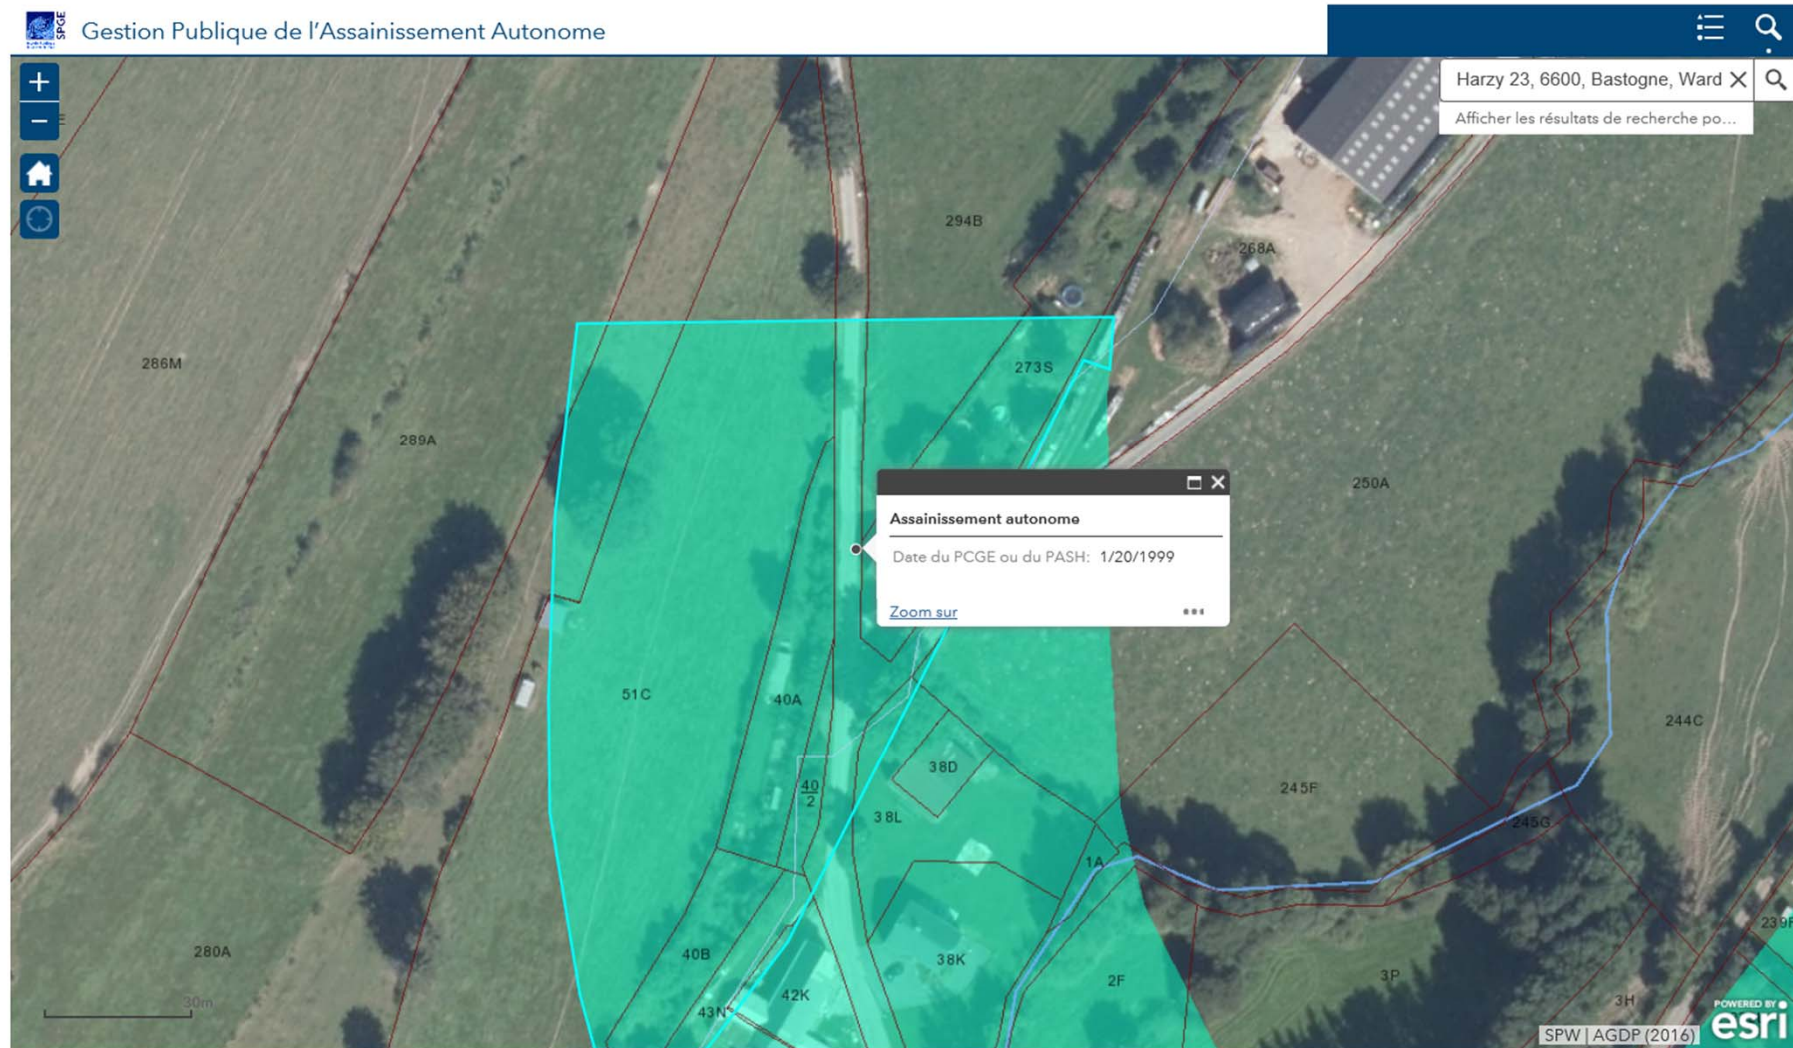 SPGE
Gestion Publique de l'Assainissement Autonome
Harzy 23, 6600, Bastogne, Ward
Afficher les résultats de recherche po...
294B
268A
286M
273S
289A
250A
Assainissement autonome
Date du PCGE ou du PASH: 1/20/1999
Zoom sur
51C
40A
244C
38D
40
2
245F
38L
245G
1A
239F
280A
40B
38K
3P
2F
42K
3H
30m
43N
POWERED BY
esri
SPW | AGDP (2016)